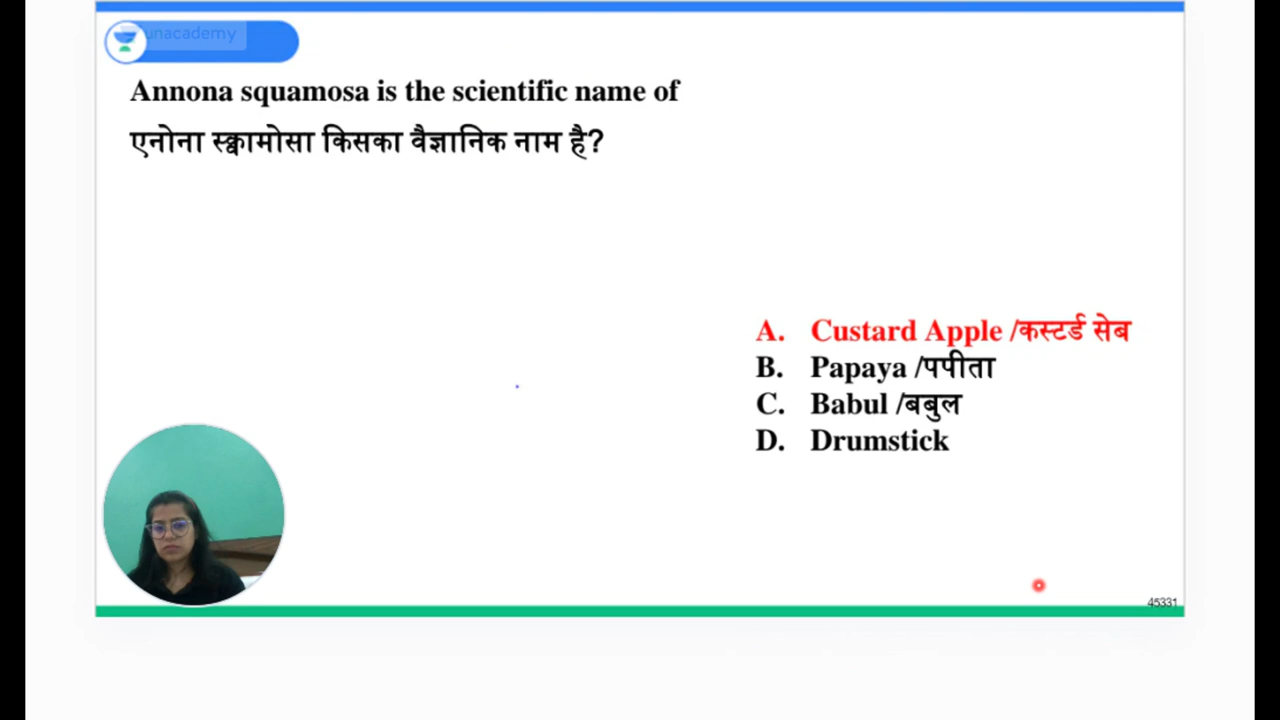 unacademy
Annona squamosa is the scientific name of
एनोना स्क्वामोसा किसका वैज्ञानिक नाम है?
A. Custard Apple /कस्टर्ड सेब
B. Papaya /पपीता
C. Babul /बबुल
D. Drumstick
45331